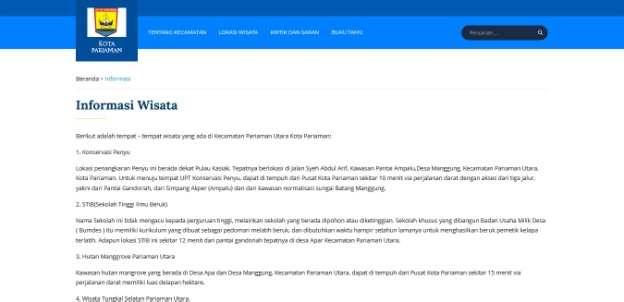 KOTA
PARIAMAN
TENTANG KECAMATAN LOKASI WISATA KRITIK DAN SARAN BUKU TAMU
Pencarian ...
Beranda › Informasi
Informasi Wisata
Berikut adalah tempat – tempat wisata yang ada di Kecamatan Pariaman Utara Kota Pariaman:
1. Konservasi Penyu
Lokasi penangkaran Penyu ini berada dekat Pulau Kasiak. Tepatnya berlokasi di Jalan Syeh Abdul Arif, Kawasan Pantai Ampalu,Desa Manggung, Kecamatan Pariaman Utara,
Kota Pariaman. Untuk menuju tempat UPT Konservasi Penyu, dapat di tempuh dari Pusat Kota Pariaman sekitar 10 menit via perjalanan darat dengan akses dari tiga jalur,
yakni dari Pantai Gandoriah, dari Simpang Akper (Ampalu) dan dari kawasan normalisasi sungai Batang Manggung.
2. STIB(Sekolah Tinggi Ilmu Beruk)
Nama Sekolah ini tidak mengacu kepada perguruan tinggi, melainkan sekolah yang berada dipohon atau diketinggian. Sekolah khusus yang dibangun Badan Usaha Milik Desa
( Bumdes ) itu memiliki kurikulum yang dibuat sebagai pedoman melatih beruk, dan dibutuhkan waktu hampir setahun lamanya untuk menghasilkan beruk pemetik kelapa
terlatih. Adapun lokasi STIB ini sekitar 12 menit dari pantai gandoriah tepatnya di desa Apar Kecamatan Pariaman Utara.
3. Hutan Manggrove Pariaman Utara
Kawasan hutan mangrove yang berada di Desa Apa dan Desa Manggung, Kecamatan Pariaman Utara. dapat di tempuh dari Pusat Kota Pariaman sekitar 15 menit via
perjalanan darat memiliki luas delapan hektare.
4. Wisata Tungkal Selatan Pariaman Utara.